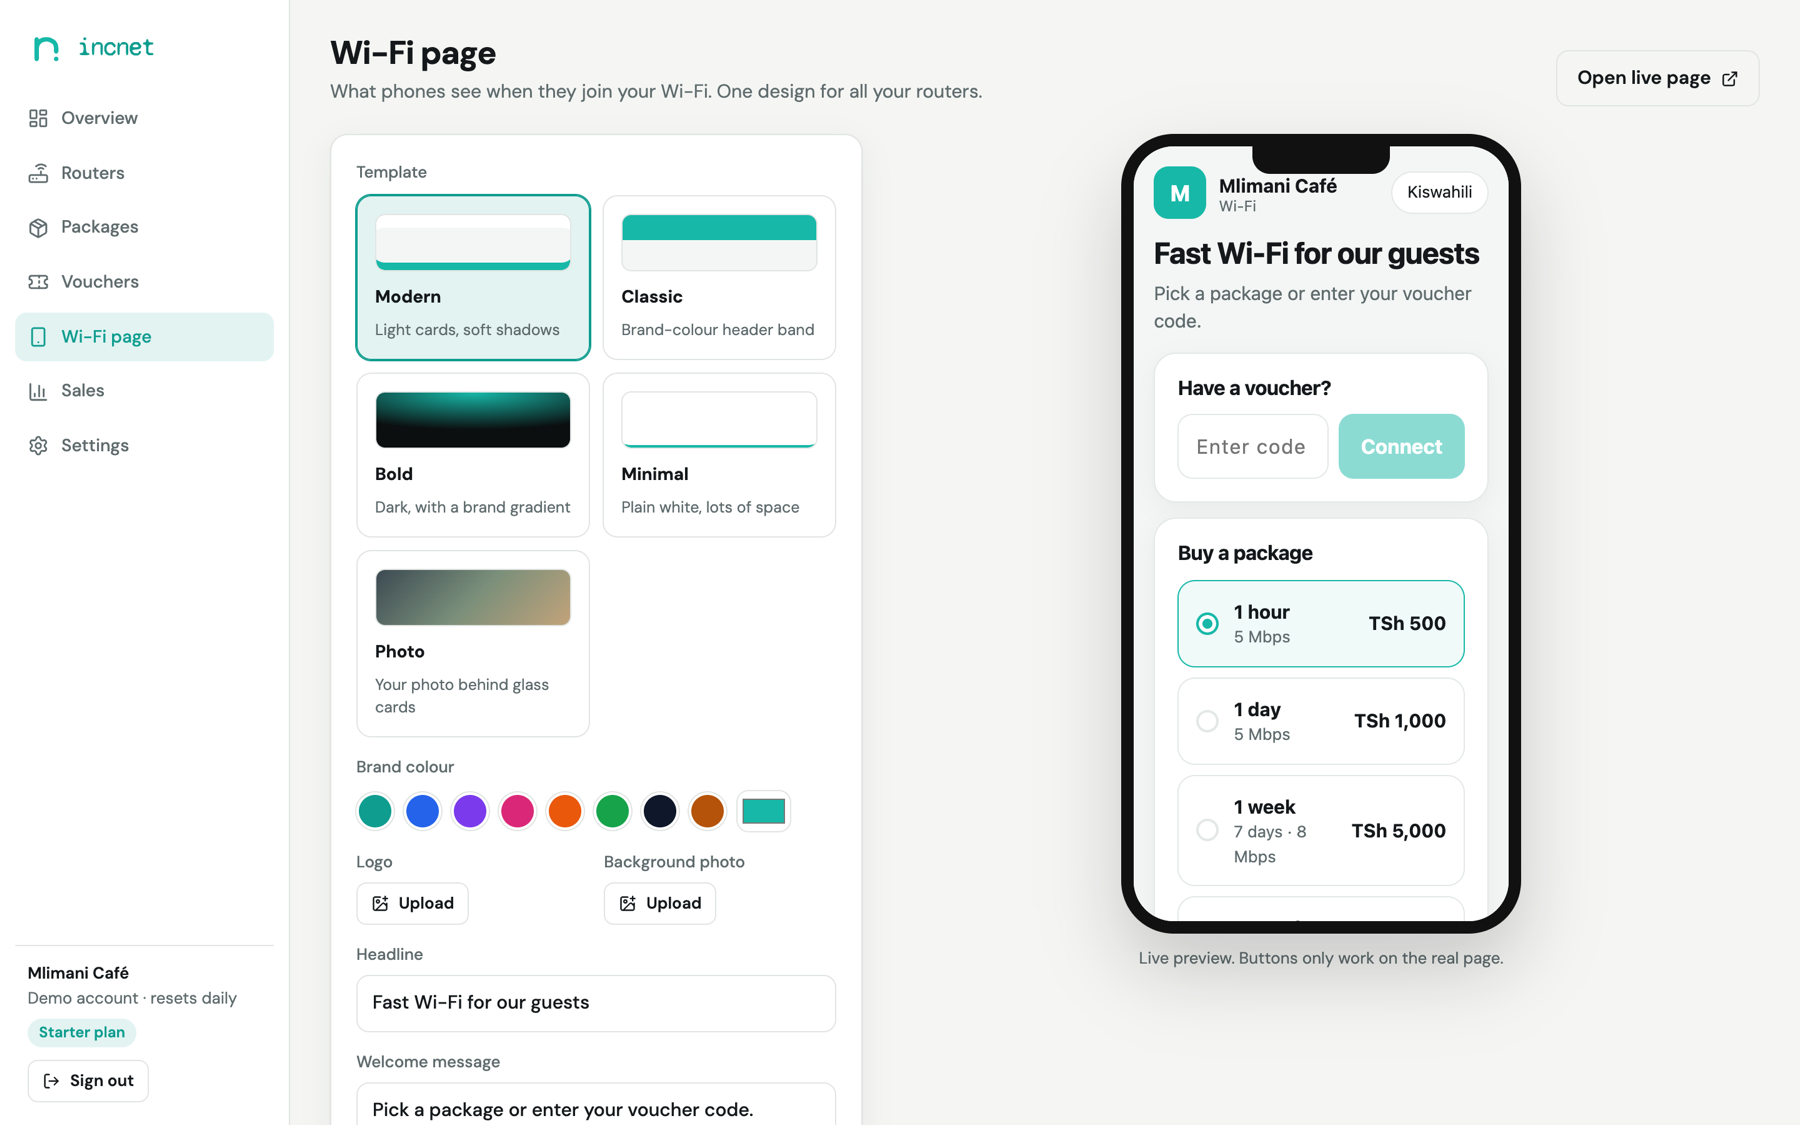 incnet
Overview
Routers
Packages
Vouchers
Wi-Fi page
Sales
Settings
Mlimani Café
Demo account · resets daily
Starter plan
Sign out
Wi-Fi page
What phones see when they join your Wi-Fi. One design for all your routers.
Open live page
Template
Modern
Light cards, soft shadows
Classic
Brand-colour header band
Bold
Dark, with a brand gradient
Minimal
Plain white, lots of space
Photo
Your photo behind glass
cards
Brand colour
Logo
Upload
Background photo
Upload
Headline
Fast Wi-Fi for our guests
Welcome message
Pick a package or enter your voucher code.
M
Mlimani Café
Wi-Fi
Kiswahili
Fast Wi-Fi for our guests
Pick a package or enter your voucher
code.
Have a voucher?
Enter code
Connect
Buy a package
1 hour
5 Mbps
TSh 500
1 day
5 Mbps
TSh 1,000
1 week
7 days · 8
Mbps
TSh 5,000
Live preview. Buttons only work on the real page.